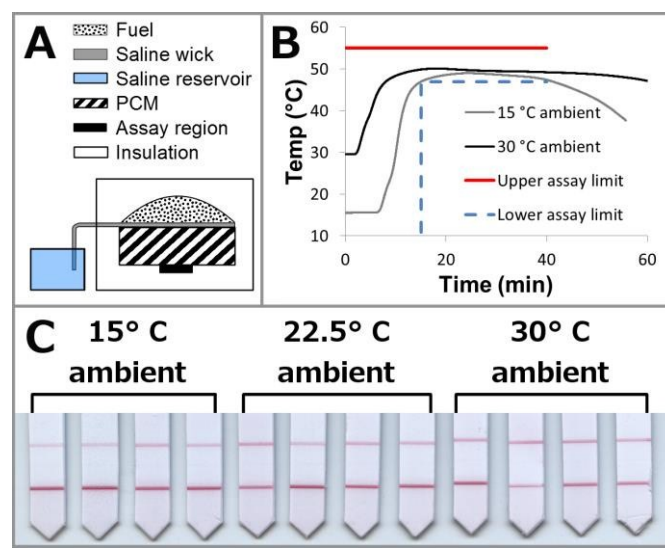 A
Fuel
Saline wick
Saline reservoir
PCM
Assay region
Insulation
B
Temp (°C)
60
50
40
30
20
10
0
20
40
60
Time (min)
15 °C ambient
30 °C ambient
Upper assay limit
Lower assay limit
C
15° C
ambient
22.5° C
ambient
30° C
ambient